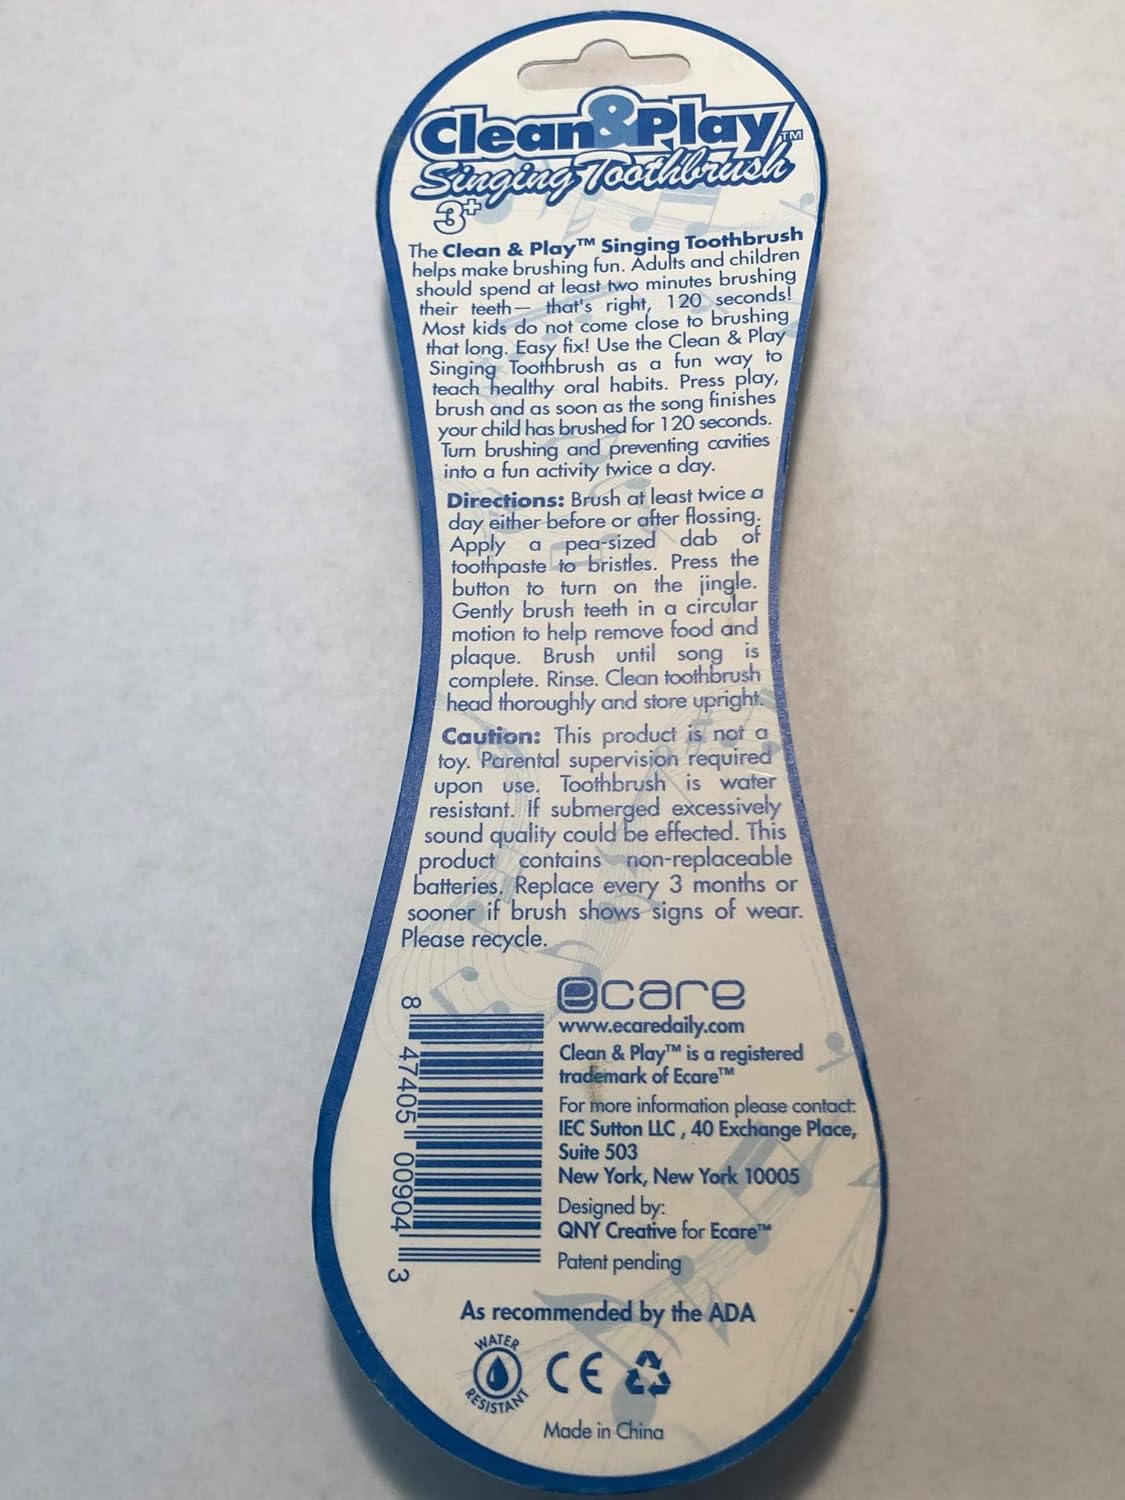 Clean&Play™
Singing Toothbrush
3+
The Clean & Play™ Singing Toothbrush
helps make brushing fun. Adults and children
should spend at least two minutes brushing
their teeth— that's right, 120 seconds!
Most kids do not come close to brushing
that long. Easy fix! Use the Clean & Play
Singing Toothbrush as a fun way to
teach healthy oral habits. Press play,
brush and as soon as the song finishes
your child has brushed for 120 seconds.
Turn brushing and preventing cavities
into a fun activity twice a day.
Directions: Brush at least twice a
day either before or after flossing.
Apply a pea-sized dab of
toothpaste to bristles. Press the
button to turn on the jingle.
Gently brush teeth in a circular
motion to help remove food and
plaque. Brush until song is
complete. Rinse. Clean toothbrush
head thoroughly and store upright.
Caution: This product is not a
toy. Parental supervision required
upon use. Toothbrush is water
resistant. If submerged excessively
sound quality could be effected. This
product contains non-replaceable
batteries. Replace every 3 months or
sooner if brush shows signs of wear.
Please recycle.
8 47405 00904 3
ecare
www.ecaredaily.com
Clean & Play™ is a registered
trademark of Ecare™
For more information please contact:
IEC Sutton LLC , 40 Exchange Place,
Suite 503
New York, New York 10005
Designed by:
QNY Creative for Ecare™
Patent pending
As recommended by the ADA
WATER
RESISTANT
CE
Made in China